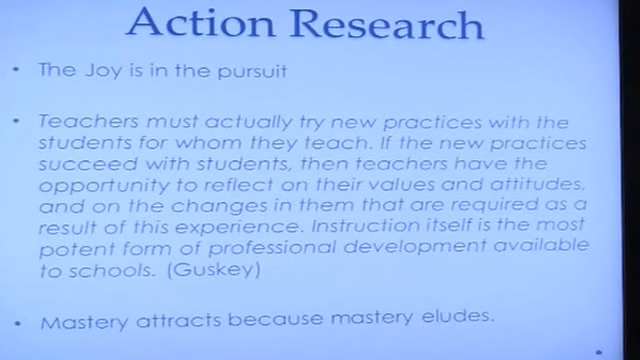 Action Research
• The Joy is in the pursuit
• Teachers must actually try new practices with the
students for whom they teach. If the new practices
succeed with students, then teachers have the
opportunity to reflect on their values and attitudes,
and on the changes in them that are required as a
result of this experience. Instruction itself is the most
potent form of professional development available
to schools. (Guskey)
• Mastery attracts because mastery eludes.